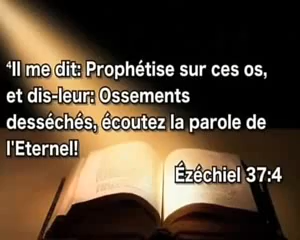 ⁴Il me dit: Prophétise sur ces os,
et dis-leur: Ossements
desséchés, écoutez la parole de
l'Eternel!
Ézéchiel 37:4